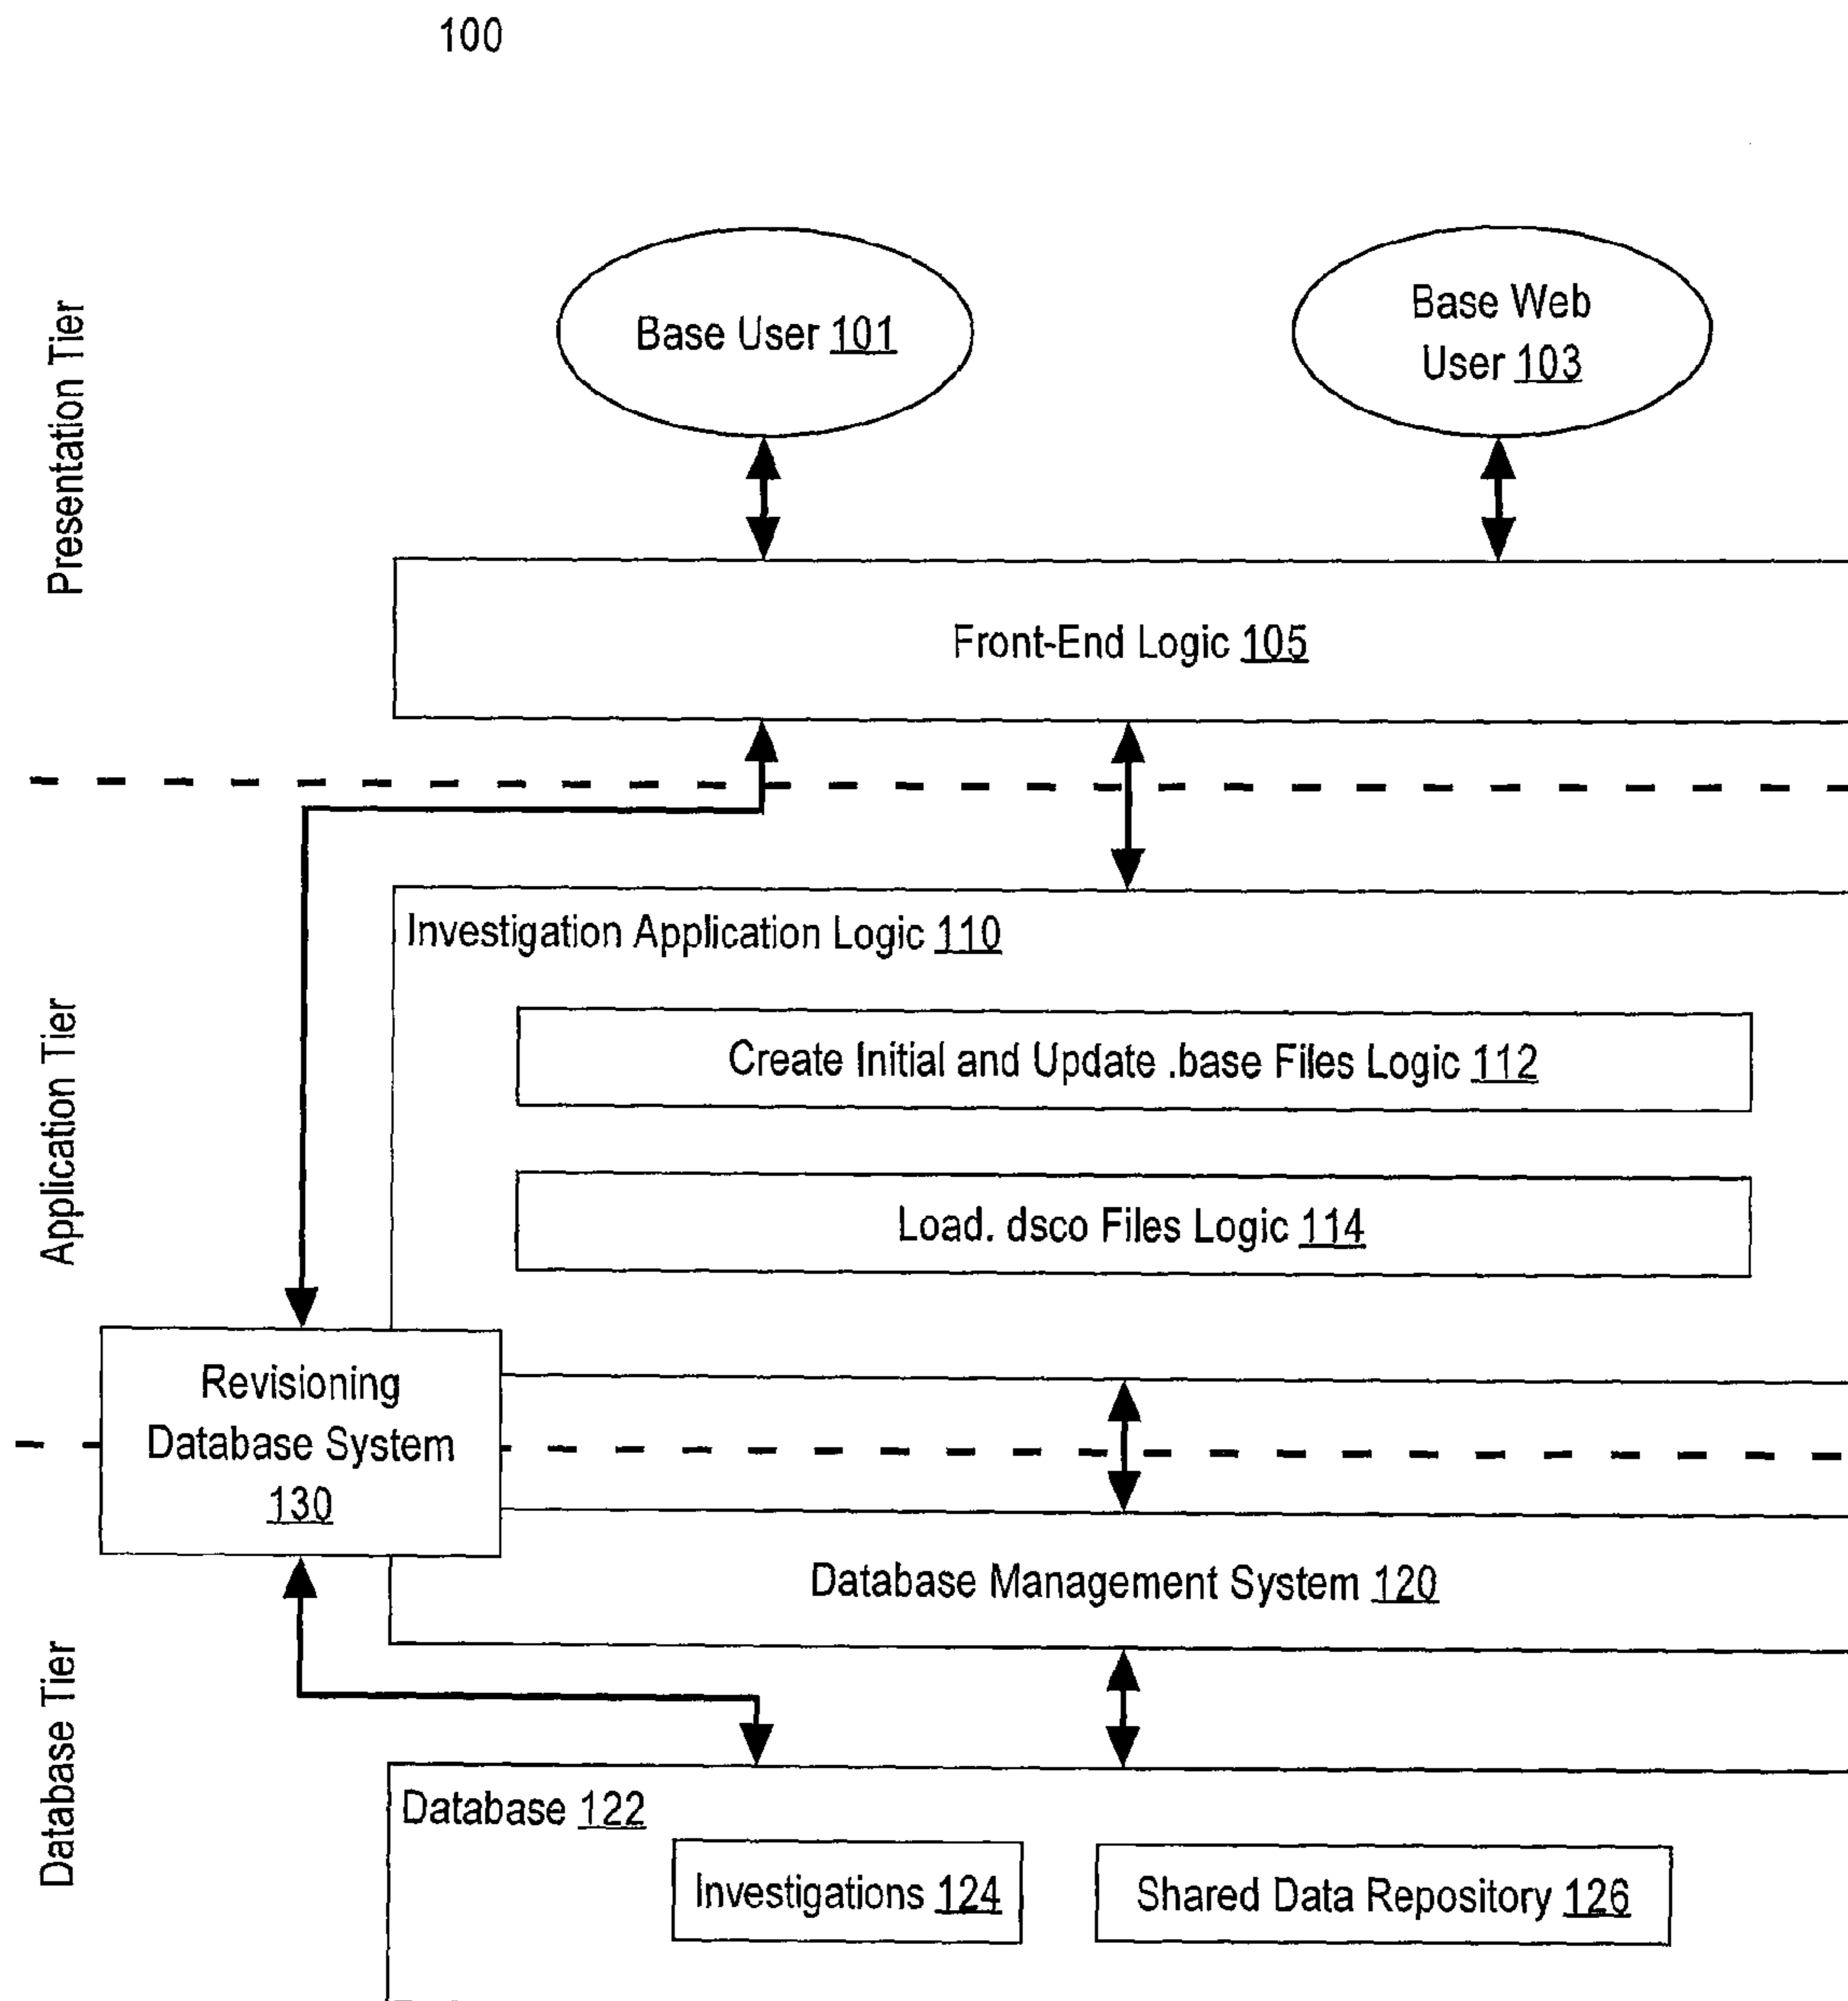 100
Presentation Tier
Base User 101
Base Web
User 103
Front-End Logic 105
Application Tier
Investigation Application Logic 110
Create Initial and Update .base Files Logic 112
Load. dsco Files Logic 114
Revisioning
Database System
130
Database Management System 120
Database Tier
Database 122
Investigations 124
Shared Data Repository 126